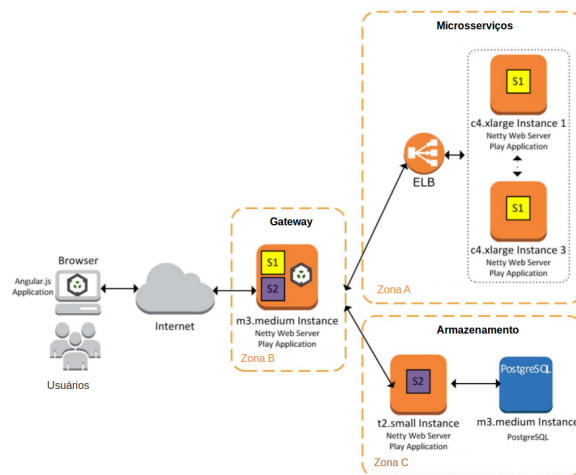 Microsserviços
S1
c4.xlarge Instance 1
Netty Web Server
Play Application
ELB
S1
c4.xlarge Instance 3
Netty Web Server
Play Application
Zona A
Gateway
S1
S2
m3.medium Instance
Netty Web Server
Play Application
Zona B
Browser
Angular.js
Application
Internet
Usuários
Armazenamento
S2
t2.small Instance
Netty Web Server
Play Application
PostgreSQL
m3.medium Instance
PostgreSQL
Zona C